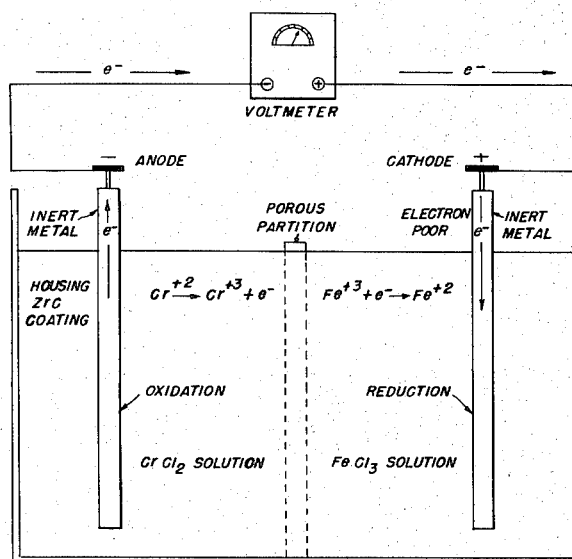 e⁻
⊖ ⊕
e⁻
VOLTMETER
− ANODE
CATHODE +
INERT
METAL
e⁻
POROUS
PARTITION
ELECTRON
POOR
e⁻
INERT
METAL
HOUSING
ZrC
COATING
Cr⁺² → Cr⁺³ + e⁻
Fe⁺³ + e⁻ → Fe⁺²
OXIDATION
REDUCTION
Cr Cl₂ SOLUTION
Fe Cl₃ SOLUTION